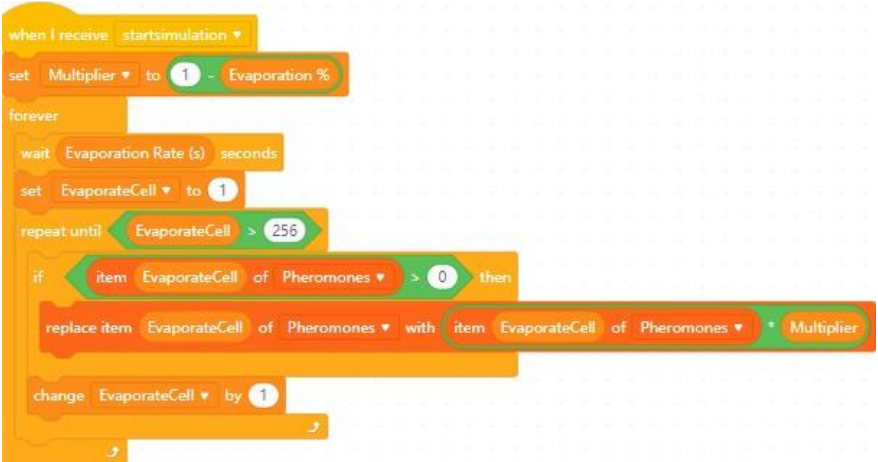 when I receive startsimulation
set Multiplier to 1 - Evaporation %
forever
wait Evaporation Rate (s) seconds
set EvaporateCell to 1
repeat until EvaporateCell > 256
if item EvaporateCell of Pheromones > 0 then
replace item EvaporateCell of Pheromones with item EvaporateCell of Pheromones * Multiplier
change EvaporateCell by 1